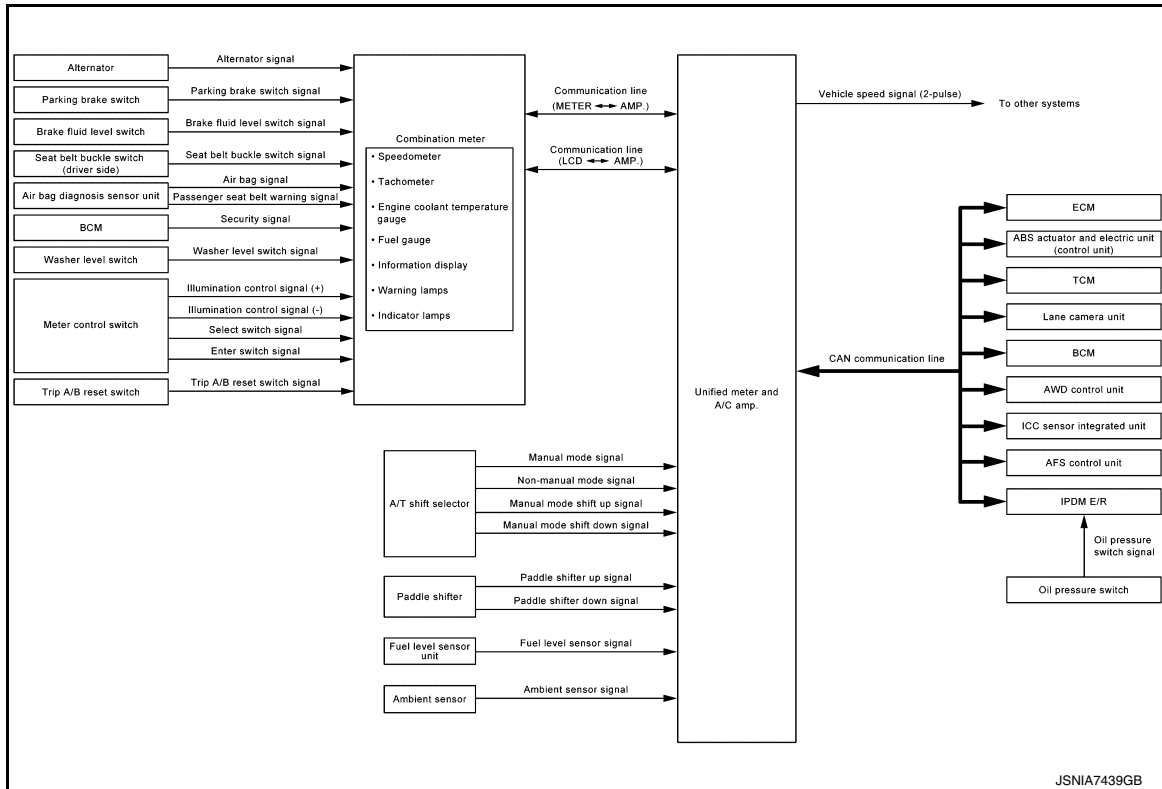 Alternator
Alternator signal
Parking brake switch
Parking brake switch signal
Brake fluid level switch
Brake fluid level switch signal
Seat belt buckle switch
(driver side)
Seat belt buckle switch signal
Air bag diagnosis sensor unit
Air bag signal
Passenger seat belt warning signal
BCM
Security signal
Washer level switch
Washer level switch signal
Meter control switch
Illumination control signal (+)
Illumination control signal (-)
Select switch signal
Enter switch signal
Trip A/B reset switch
Trip A/B reset switch signal
Combination meter
• Speedometer
• Tachometer
• Engine coolant temperature
gauge
• Fuel gauge
• Information display
• Warning lamps
• Indicator lamps
Communication line
(METER ↔ AMP.)
Communication line
(LCD ↔ AMP.)
A/T shift selector
Manual mode signal
Non-manual mode signal
Manual mode shift up signal
Manual mode shift down signal
Paddle shifter
Paddle shifter up signal
Paddle shifter down signal
Fuel level sensor
unit
Fuel level sensor signal
Ambient sensor
Ambient sensor signal
Unified meter and
A/C amp.
Vehicle speed signal (2-pulse)
To other systems
CAN communication line
ECM
ABS actuator and electric unit
(control unit)
TCM
Lane camera unit
BCM
AWD control unit
ICC sensor integrated unit
AFS control unit
IPDM E/R
Oil pressure
switch signal
Oil pressure switch
JSNIA7439GB